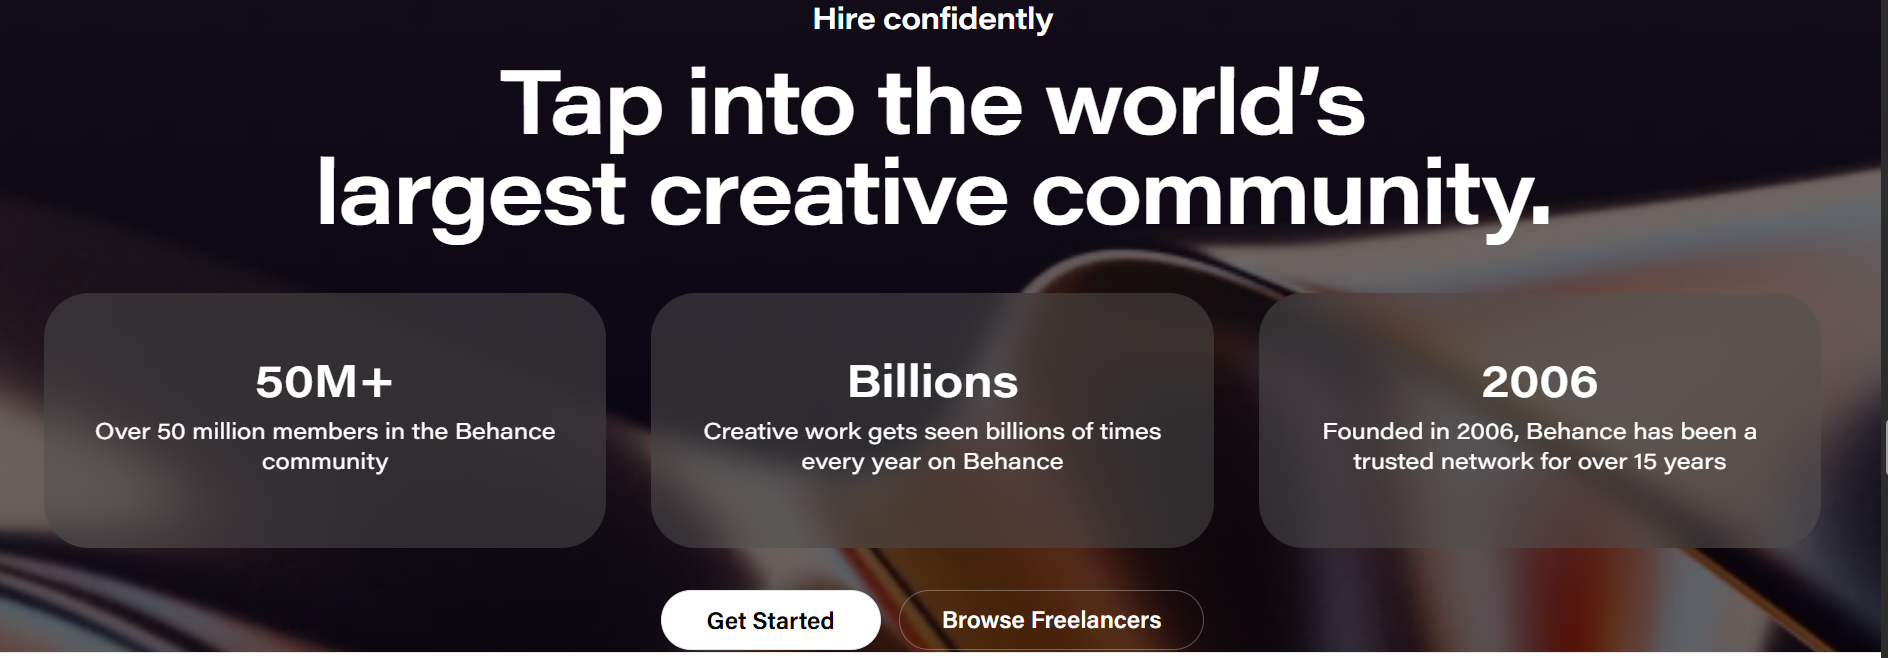 Hire confidently
Tap into the world’s
largest creative community.
50M+
Over 50 million members in the Behance
community
Billions
Creative work gets seen billions of times
every year on Behance
2006
Founded in 2006, Behance has been a
trusted network for over 15 years
Get Started
Browse Freelancers